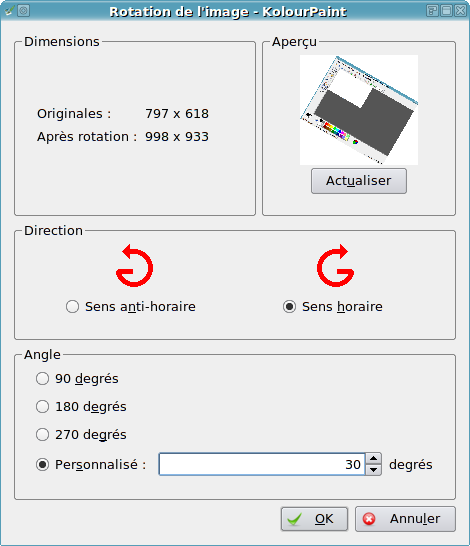 Rotation de l'image - KolourPaint
Dimensions
Originales : 797 x 618
Après rotation : 998 x 933
Aperçu
Actualiser
Direction
Sens anti-horaire
Sens horaire
Angle
90 degrés
180 degrés
270 degrés
Personnalisé : 30 degrés
OK
Annuler